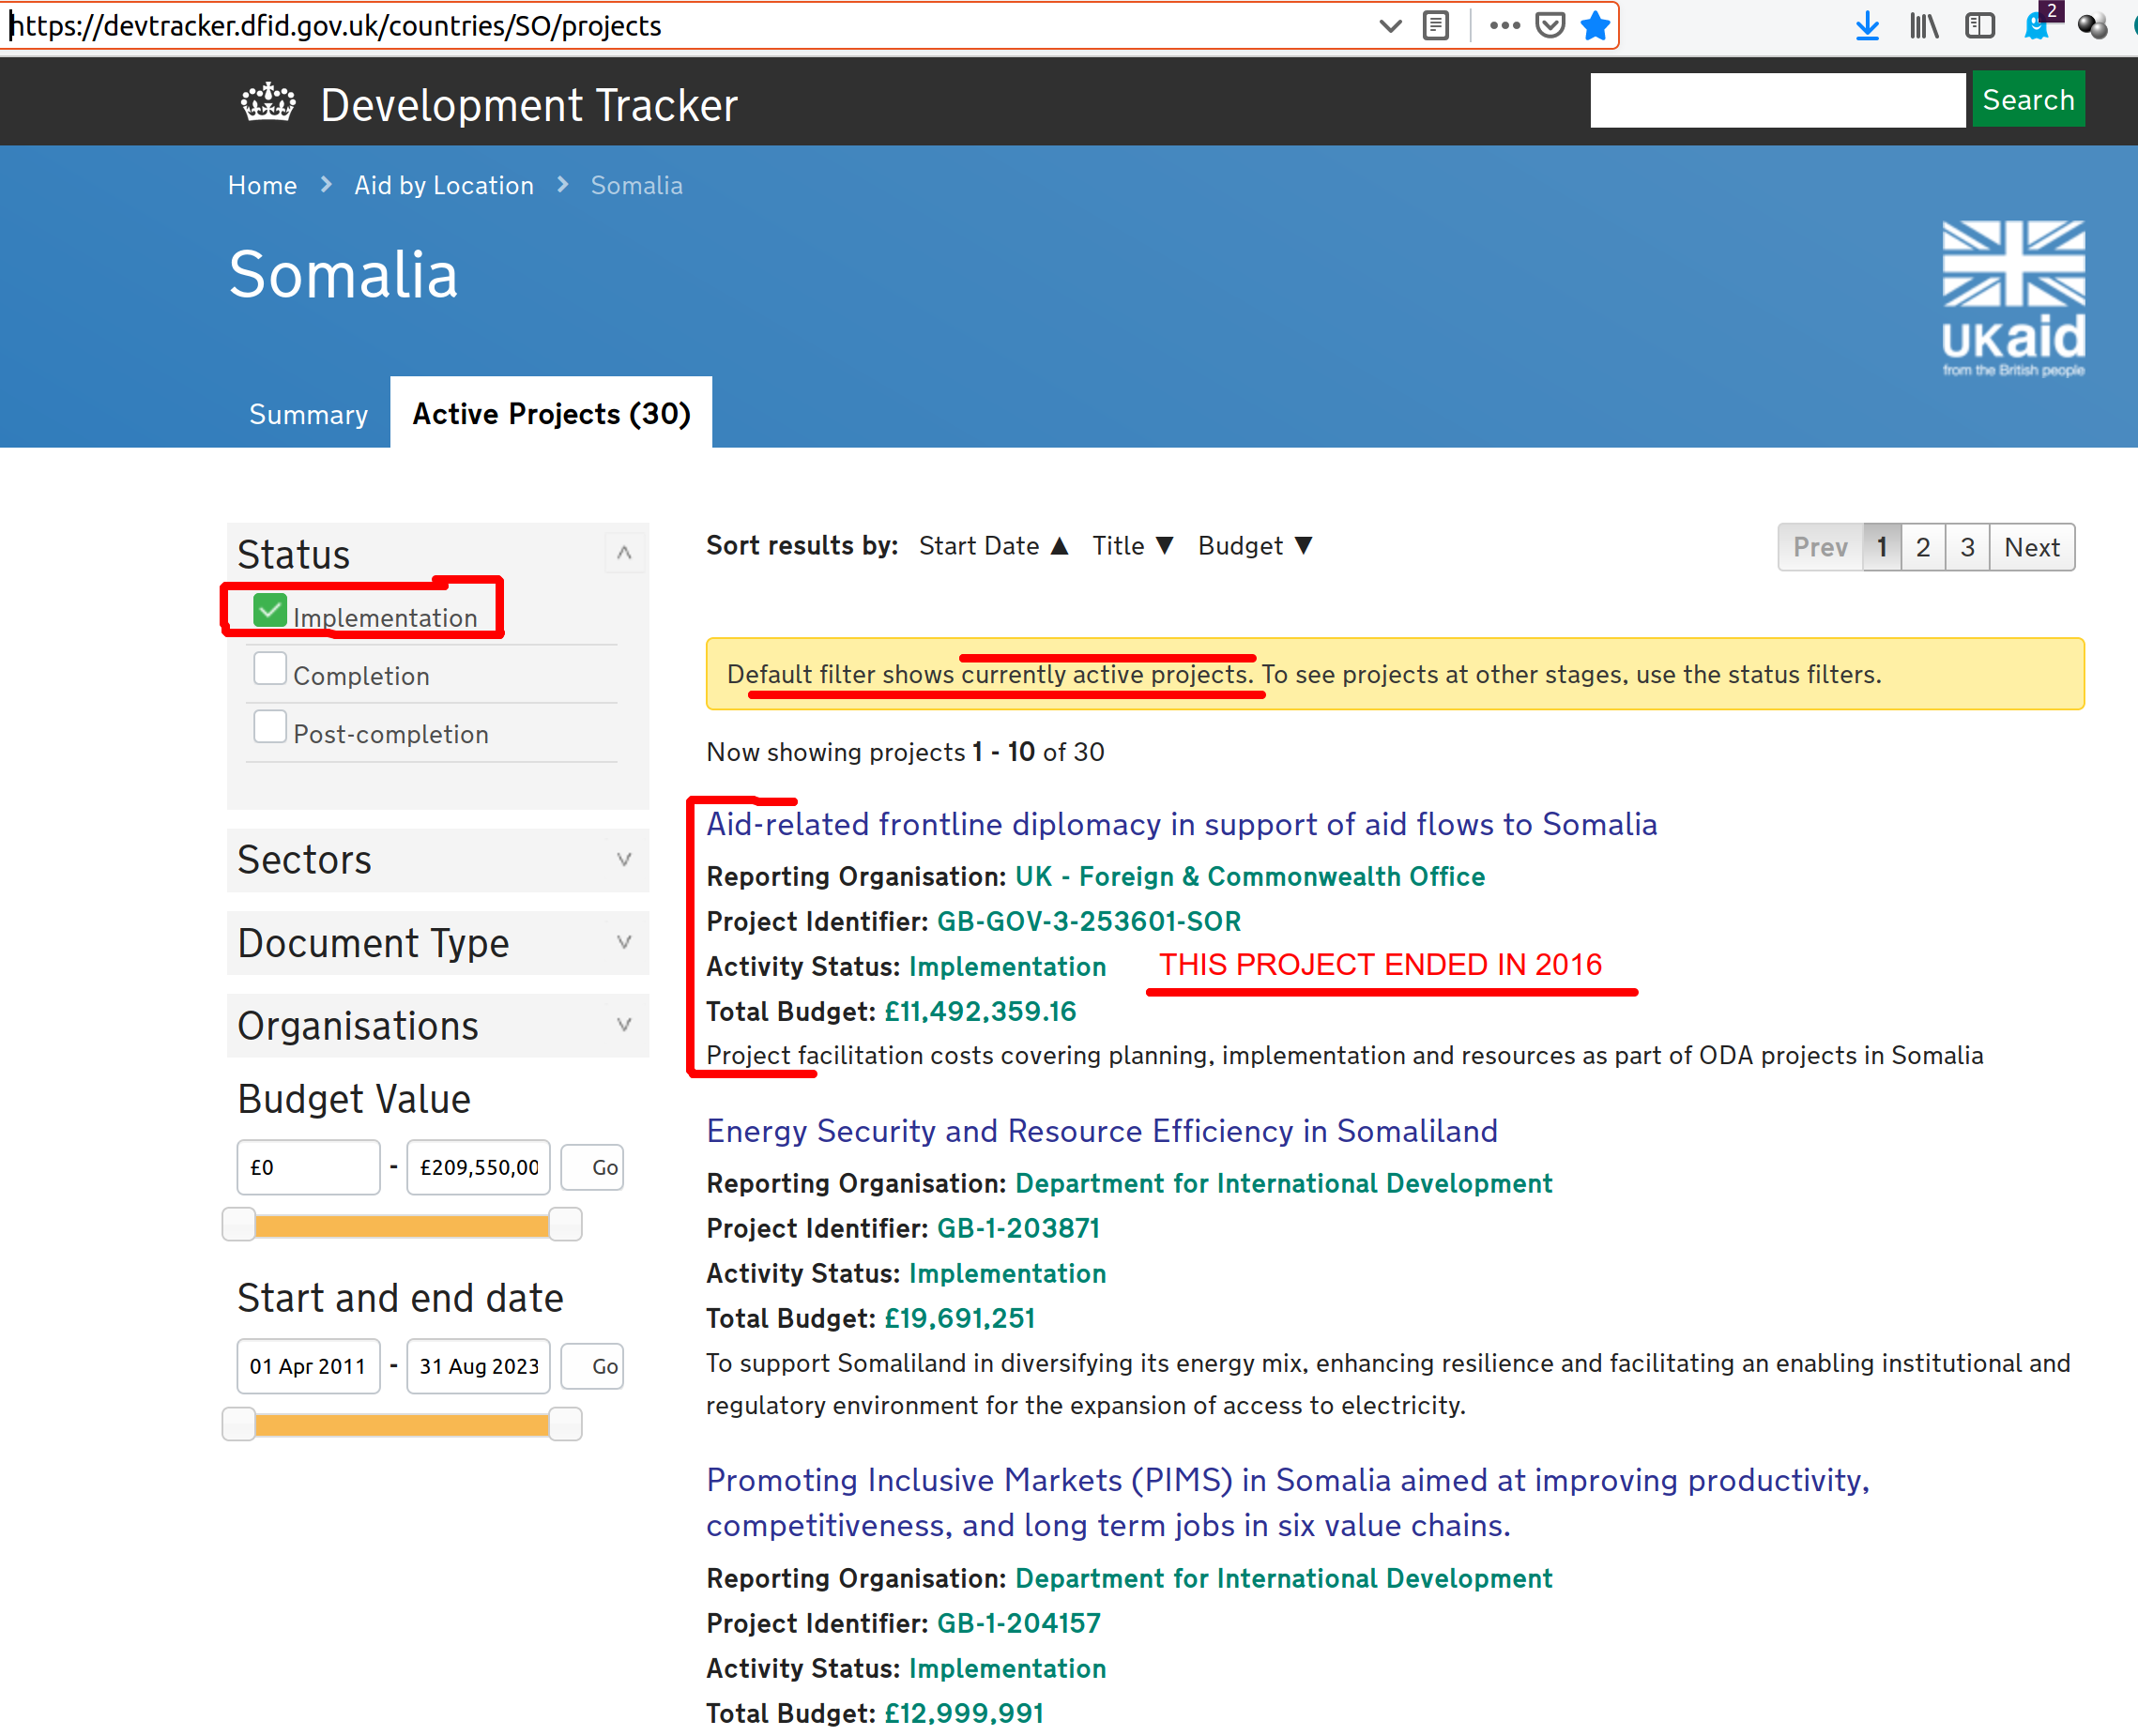 https://devtracker.dfid.gov.uk/countries/SO/projects
2
Development Tracker
Search
Home > Aid by Location > Somalia
Somalia
UKaid
from the British people
Summary
Active Projects (30)
Status
Implementation
Completion
Post-completion
Sectors
Document Type
Organisations
Budget Value
£0 - £209,550,00 Go
Start and end date
01 Apr 2011 - 31 Aug 2023 Go
Sort results by: Start Date ▲ Title ▼ Budget ▼
Prev 1 2 3 Next
Default filter shows currently active projects. To see projects at other stages, use the status filters.
Now showing projects 1 - 10 of 30
Aid-related frontline diplomacy in support of aid flows to Somalia
Reporting Organisation: UK - Foreign & Commonwealth Office
Project Identifier: GB-GOV-3-253601-SOR
Activity Status: Implementation
THIS PROJECT ENDED IN 2016
Total Budget: £11,492,359.16
Project facilitation costs covering planning, implementation and resources as part of ODA projects in Somalia
Energy Security and Resource Efficiency in Somaliland
Reporting Organisation: Department for International Development
Project Identifier: GB-1-203871
Activity Status: Implementation
Total Budget: £19,691,251
To support Somaliland in diversifying its energy mix, enhancing resilience and facilitating an enabling institutional and
regulatory environment for the expansion of access to electricity.
Promoting Inclusive Markets (PIMS) in Somalia aimed at improving productivity,
competitiveness, and long term jobs in six value chains.
Reporting Organisation: Department for International Development
Project Identifier: GB-1-204157
Activity Status: Implementation
Total Budget: £12,999,991